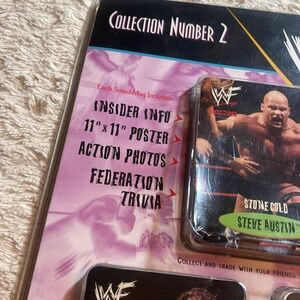 COLLECTION NUMBER 2
Each SmashMag Includes:
INSIDER INFO
11" x 11" POSTER
ACTION PHOTOS
FEDERATION
TRIVIA
WF
STONE COLD
STEVE AUSTIN
COLLECT AND TRADE WITH YOUR FRIENDS
WF